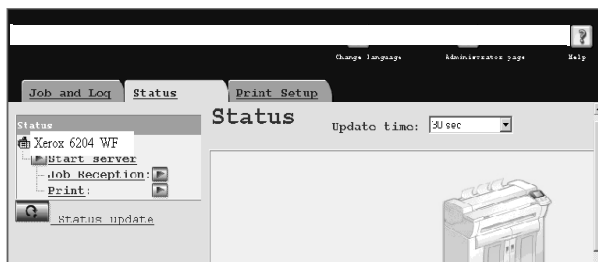 Change language
Administrator page
Help
Job and Log
Status
Print Setup
Status
Status
Update time:
30 sec
Xerox 6204 WF
Start server
Job Reception:
Print:
Status update